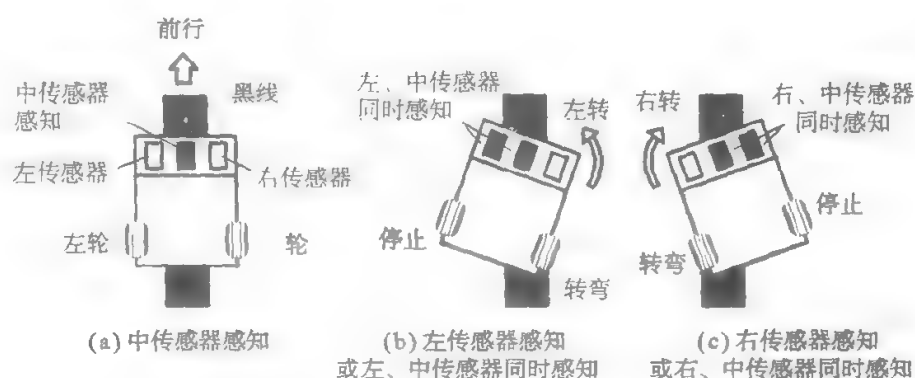 前行
中传感器
感知
黑线
左传感器
右传感器
左轮
轮
(a)中传感器感知
左、中传感器
同时感知
左转
停止
转弯
(b)左传感器感知
或左、中传感器同时感知
右转
右、中传感器
同时感知
停止
转弯
(c)右传感器感知
或右、中传感器同时感知